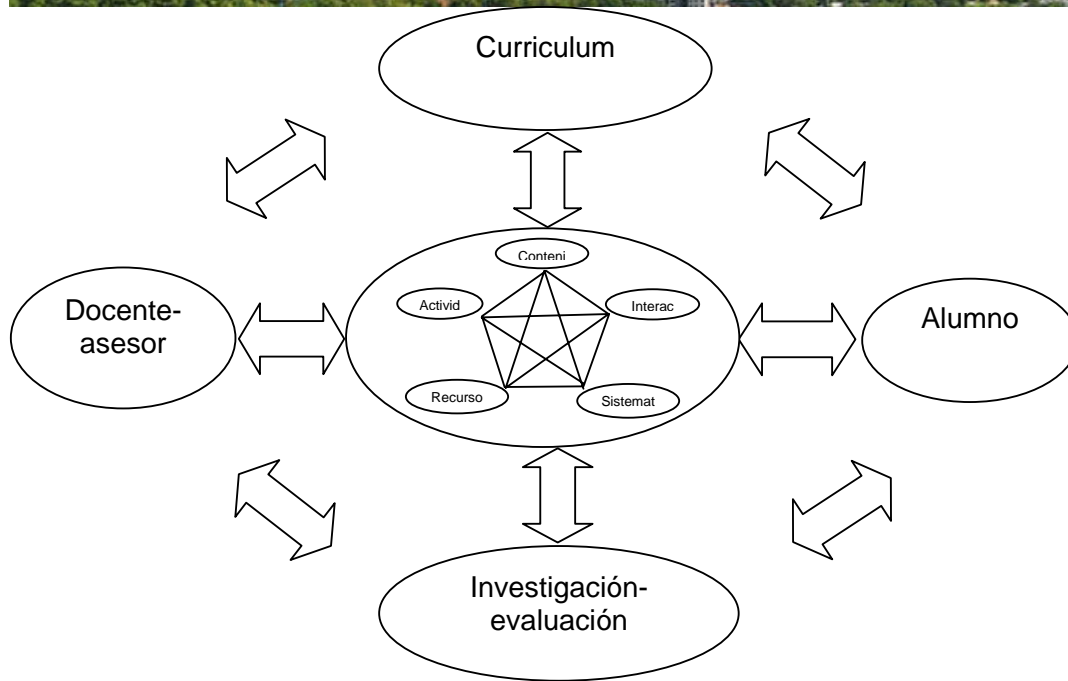 Curriculum
Conteni
Docente-
asesor
Activid
Interac
Alumno
Recurso
Sistemat
Investigación-
evaluación